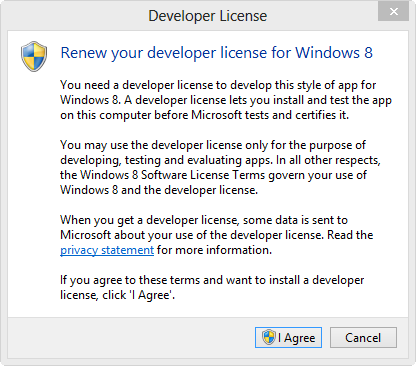 Developer License
Renew your developer license for Windows 8
You need a developer license to develop this style of app for
Windows 8. A developer license lets you install and test the app
on this computer before Microsoft tests and certifies it.
You may use the developer license only for the purpose of
developing, testing and evaluating apps. In all other respects,
the Windows 8 Software License Terms govern your use of
Windows 8 and the developer license.
When you get a developer license, some data is sent to
Microsoft about your use of the developer license. Read the
privacy statement for more information.
If you agree to these terms and want to install a developer
license, click 'I Agree'.
I Agree Cancel